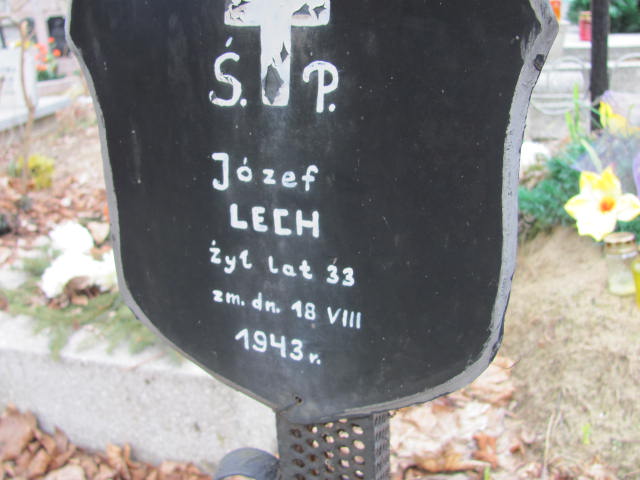 Ś. P.
Józef
LECH
żył lat 33
zm. dn. 18 VIII
1943 r.